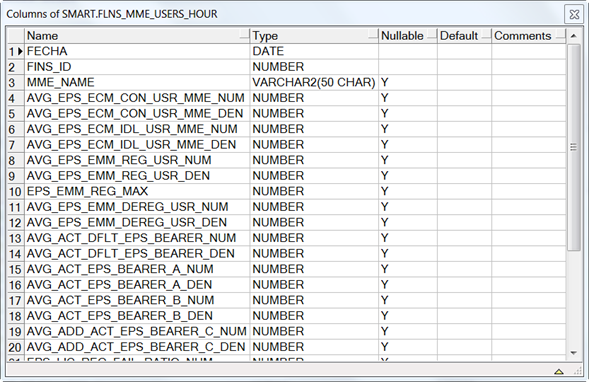 Columns of SMART.FLNS_MME_USERS_HOUR
Name Type Nullable Default Comments
1 FECHA DATE
2 FINS_ID NUMBER
3 MME_NAME VARCHAR2(50 CHAR) Y
4 AVG_EPS_ECM_CON_USR_MME_NUM NUMBER Y
5 AVG_EPS_ECM_CON_USR_MME_DEN NUMBER Y
6 AVG_EPS_ECM_IDL_USR_MME_NUM NUMBER Y
7 AVG_EPS_ECM_IDL_USR_MME_DEN NUMBER Y
8 AVG_EPS_EMM_REG_USR_NUM NUMBER Y
9 AVG_EPS_EMM_REG_USR_DEN NUMBER Y
10 EPS_EMM_REG_MAX NUMBER Y
11 AVG_EPS_EMM_DEREG_USR_NUM NUMBER Y
12 AVG_EPS_EMM_DEREG_USR_DEN NUMBER Y
13 AVG_ACT_DFLT_EPS_BEARER_NUM NUMBER Y
14 AVG_ACT_DFLT_EPS_BEARER_DEN NUMBER Y
15 AVG_ACT_EPS_BEARER_A_NUM NUMBER Y
16 AVG_ACT_EPS_BEARER_A_DEN NUMBER Y
17 AVG_ACT_EPS_BEARER_B_NUM NUMBER Y
18 AVG_ACT_EPS_BEARER_B_DEN NUMBER Y
19 AVG_ADD_ACT_EPS_BEARER_C_NUM NUMBER Y
20 AVG_ADD_ACT_EPS_BEARER_C_DEN NUMBER Y
21 NUMBER Y